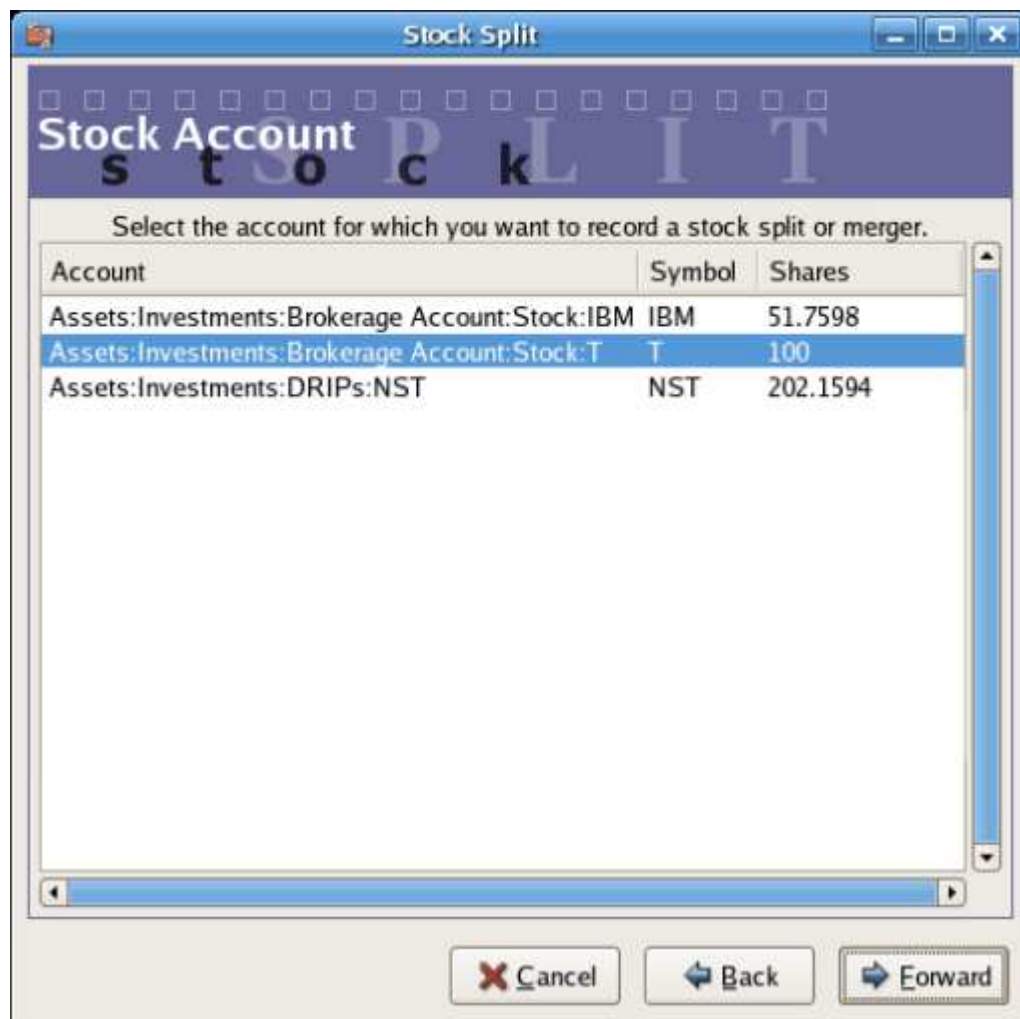 Stock Split
Stock Account
S P L I T
s t o c k
Select the account for which you want to record a stock split or merger.
Account Symbol Shares
Assets:Investments:Brokerage Account:Stock:IBM IBM 51.7598
Assets:Investments:Brokerage Account:Stock:T T 100
Assets:Investments:DRIPs:NST NST 202.1594
Cancel Back Forward